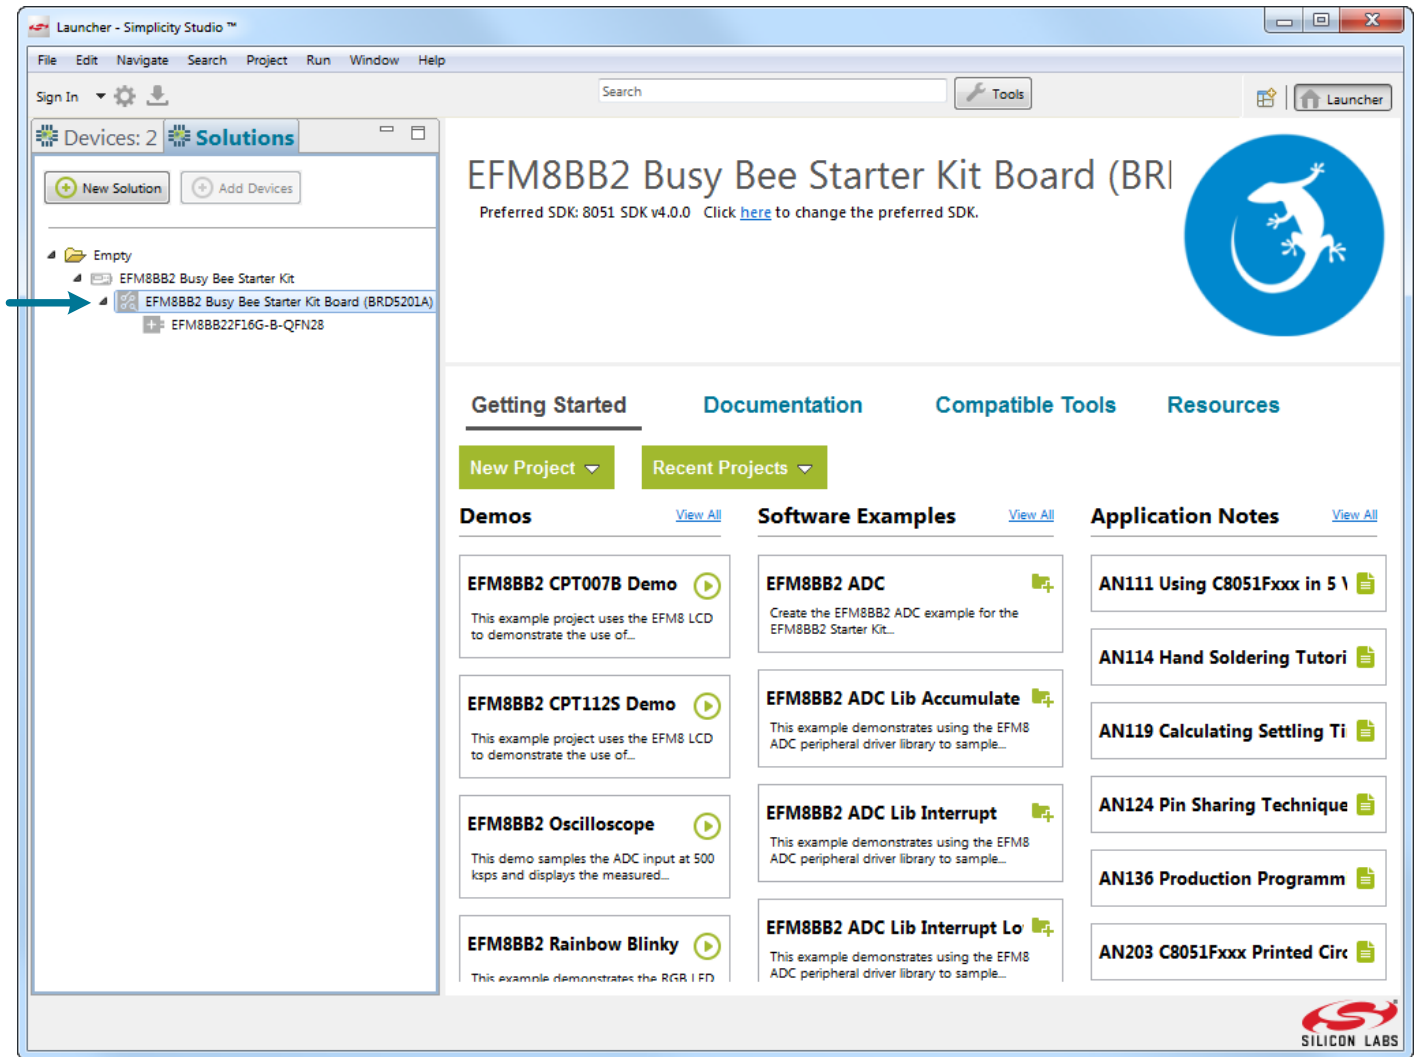 Launcher - Simplicity Studio ™
File Edit Navigate Search Project Run Window Help
Sign In
Search
Tools
Launcher
Devices: 2
Solutions
New Solution
Add Devices
Empty
EFM8BB2 Busy Bee Starter Kit
EFM8BB2 Busy Bee Starter Kit Board (BRD5201A)
EFM8BB22F16G-B-QFN28
EFM8BB2 Busy Bee Starter Kit Board (BRI
Preferred SDK: 8051 SDK v4.0.0 Click here to change the preferred SDK.
Getting Started
Documentation
Compatible Tools
Resources
New Project
Recent Projects
Demos
View All
EFM8BB2 CPT007B Demo
This example project uses the EFM8 LCD
to demonstrate the use of...
EFM8BB2 CPT112S Demo
This example project uses the EFM8 LCD
to demonstrate the use of...
EFM8BB2 Oscilloscope
This demo samples the ADC input at 500
ksps and displays the measured...
EFM8BB2 Rainbow Blinky
This example demonstrates the RGB LED
Software Examples
View All
EFM8BB2 ADC
Create the EFM8BB2 ADC example for the
EFM8BB2 Starter Kit...
EFM8BB2 ADC Lib Accumulate
This example demonstrates using the EFM8
ADC peripheral driver library to sample...
EFM8BB2 ADC Lib Interrupt
This example demonstrates using the EFM8
ADC peripheral driver library to sample...
EFM8BB2 ADC Lib Interrupt Lo
This example demonstrates using the EFM8
ADC peripheral driver library to sample...
Application Notes
View All
AN111 Using C8051Fxxx in 5 V
AN114 Hand Soldering Tutori
AN119 Calculating Settling Ti
AN124 Pin Sharing Technique
AN136 Production Programm
AN203 C8051Fxxx Printed Circ
SILICON LABS